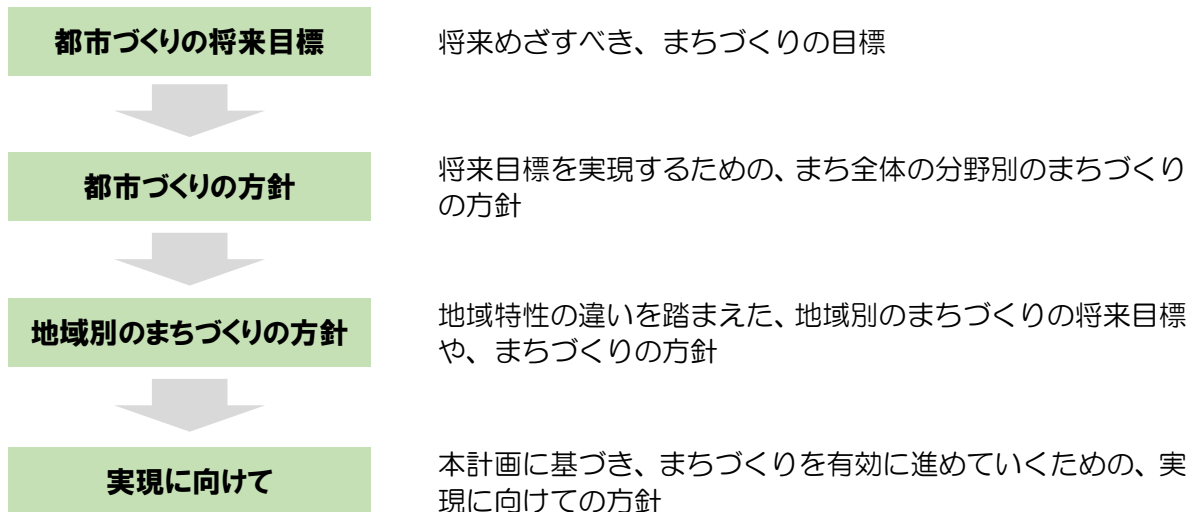 都市づくりの将来目標
将来めざすべき、まちづくりの目標
都市づくりの方針
将来目標を実現するための、まち全体の分野別のまちづくり
の方針
地域別のまちづくりの方針
地域特性の違いを踏まえた、地域別のまちづくりの将来目標
や、まちづくりの方針
実現に向けて
本計画に基づき、まちづくりを有効に進めていくための、実
現に向けての方針